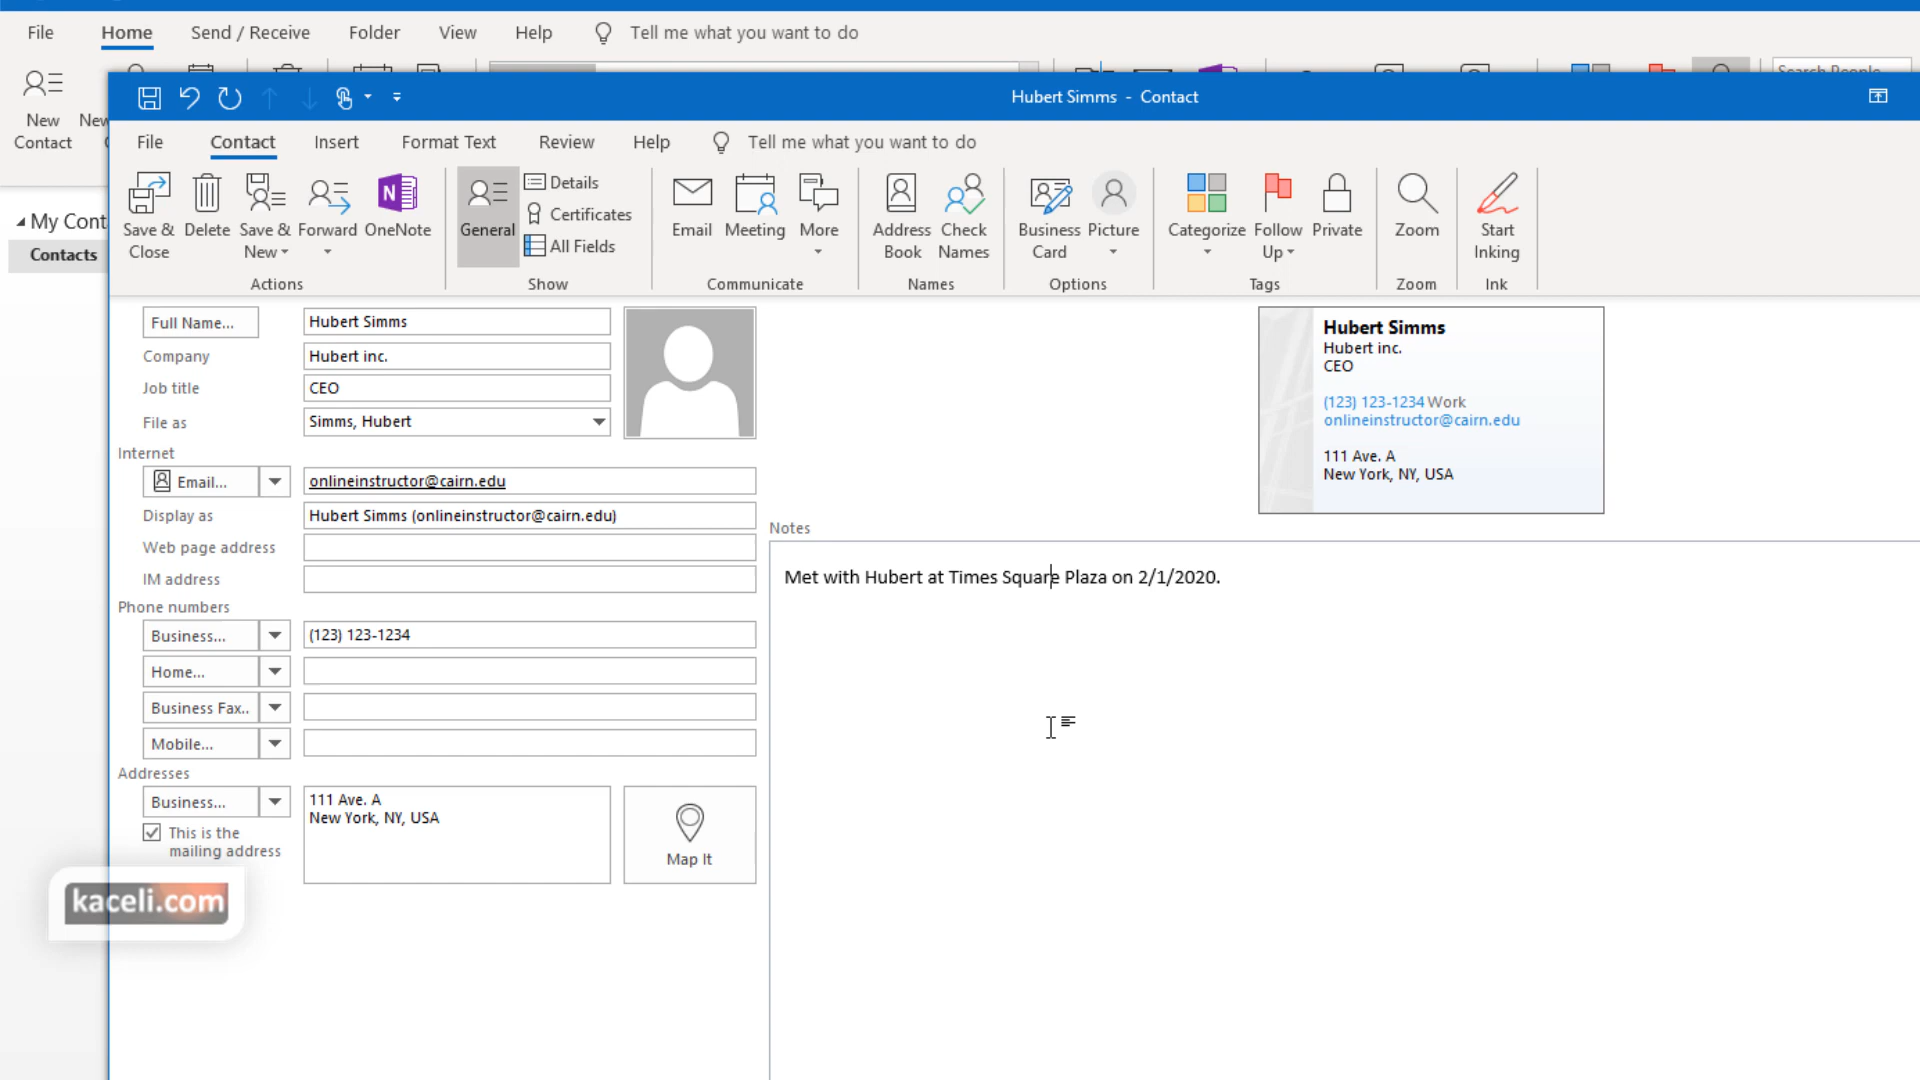 File Home Send / Receive Folder View Help Tell me what you want to do
Search People
New
Contact
New
Hubert Simms - Contact
File Contact Insert Format Text Review Help Tell me what you want to do
Save &
Close
Delete
Save &
New
Forward
OneNote
Actions
General
Details
Certificates
All Fields
Show
Email
Meeting
More
Communicate
Address
Book
Check
Names
Names
Business
Card
Picture
Options
Categorize
Follow
Up
Private
Tags
Zoom
Zoom
Start
Inking
Ink
My Cont
Contacts
Full Name... Hubert Simms
Company Hubert inc.
Job title CEO
File as Simms, Hubert
Internet
Email... onlineinstructor@cairn.edu
Display as Hubert Simms (onlineinstructor@cairn.edu)
Web page address
IM address
Phone numbers
Business... (123) 123-1234
Home...
Business Fax..
Mobile...
Addresses
Business...
This is the
mailing address
111 Ave. A
New York, NY, USA
Map It
Hubert Simms
Hubert inc.
CEO
(123) 123-1234 Work
onlineinstructor@cairn.edu
111 Ave. A
New York, NY, USA
Notes
Met with Hubert at Times Square Plaza on 2/1/2020.
kaceli.com